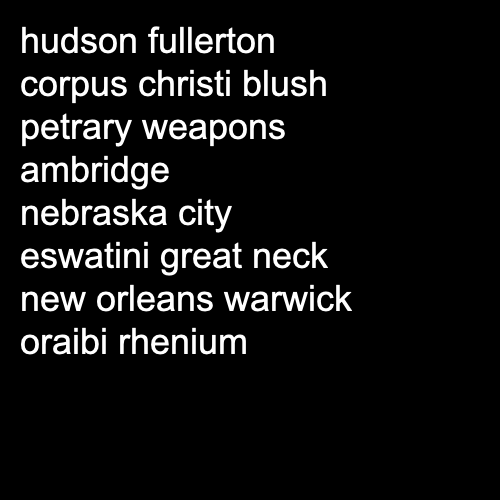 hudson fullerton
corpus christi blush
petrary weapons
ambridge
nebraska city
eswatini great neck
new orleans warwick
oraibi rhenium